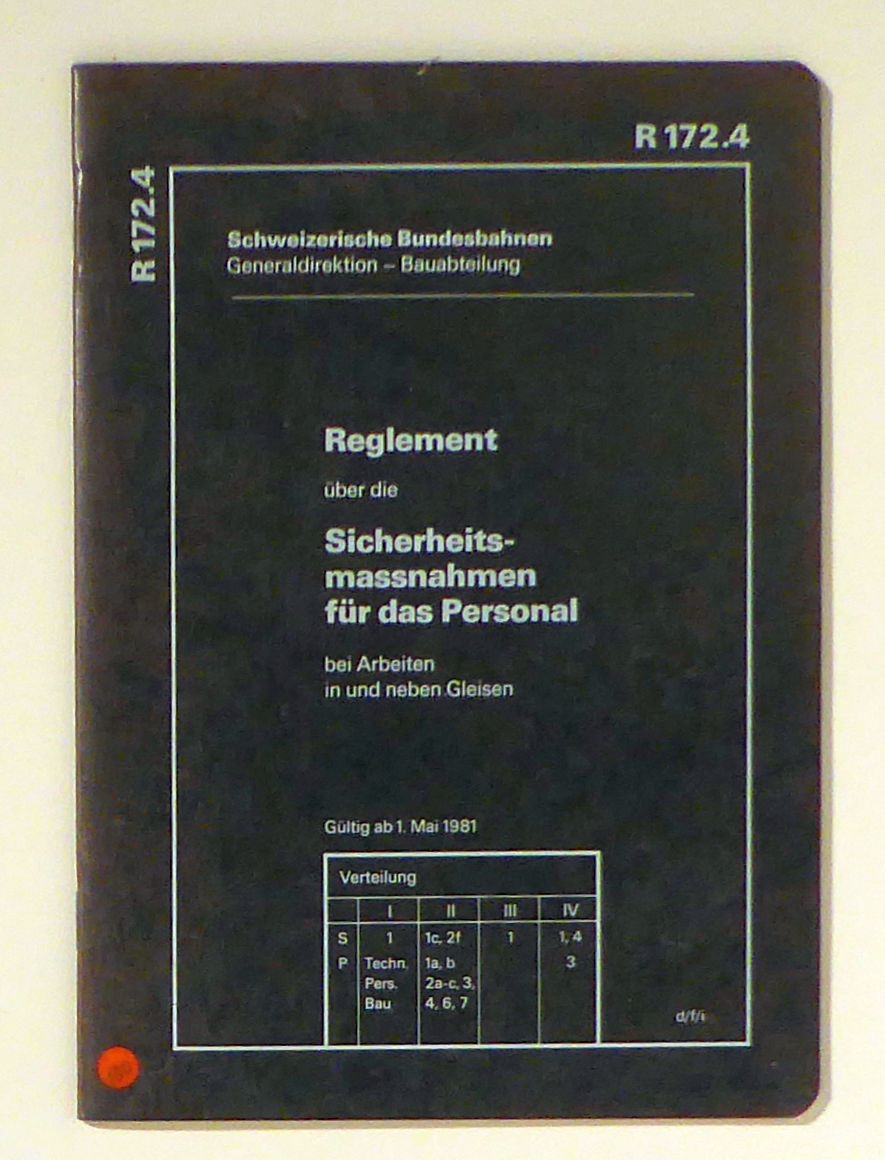 R 172.4
R 172.4
Schweizerische Bundesbahnen
Generaldirektion – Bauabteilung
Reglement
über die
Sicherheits-
massnahmen
für das Personal
bei Arbeiten
in und neben Gleisen
Gültig ab 1. Mai 1981
Verteilung
I II III IV
S 1 1c, 2f 1 1, 4
P Techn. 1a, b 3
Pers. 2a-c, 3,
Bau 4, 6, 7
d/f/i